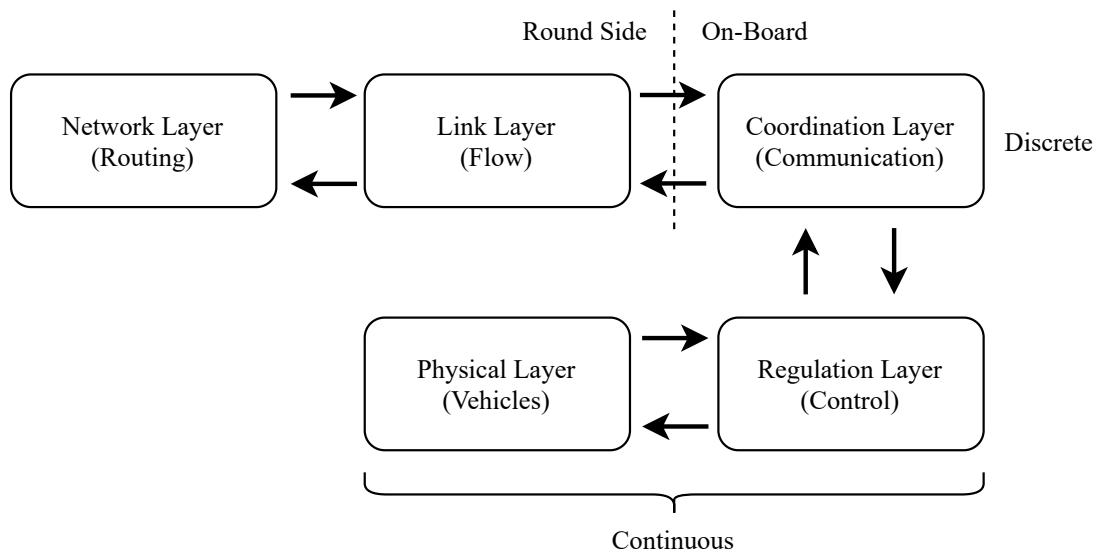 Round Side
On-Board
Network Layer
(Routing)
Link Layer
(Flow)
Coordination Layer
(Communication)
Discrete
Physical Layer
(Vehicles)
Regulation Layer
(Control)
Continuous